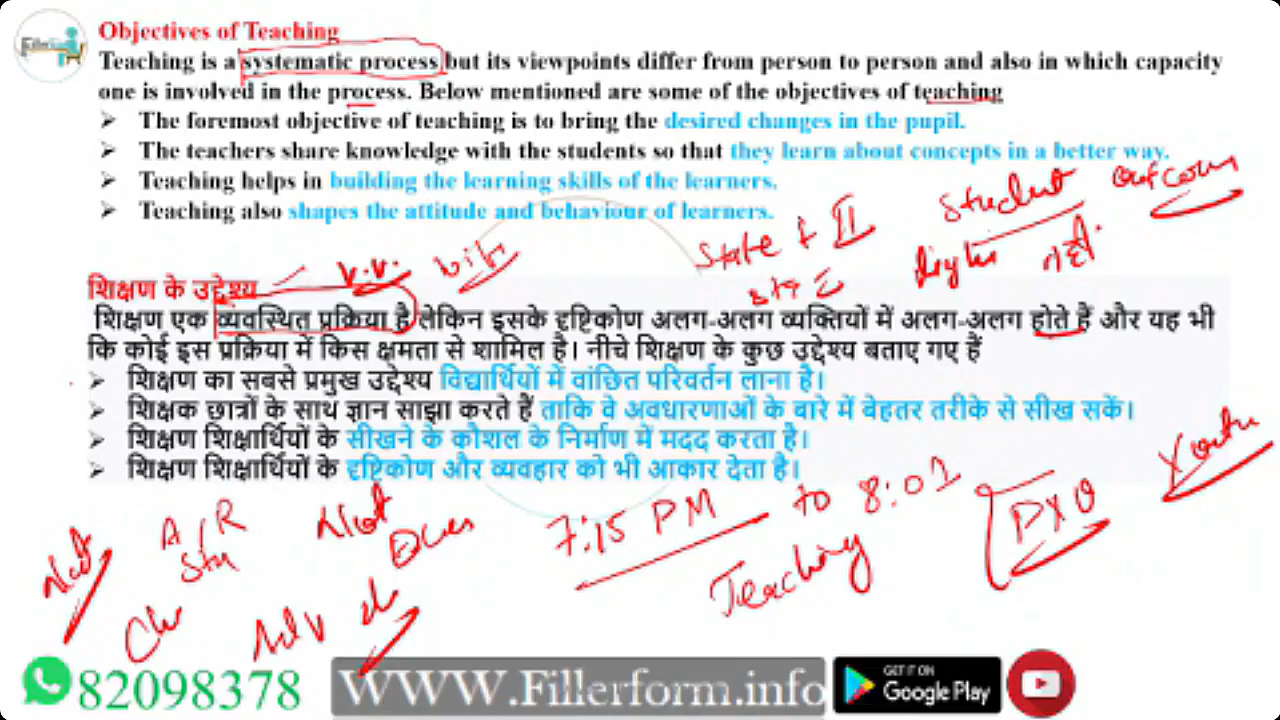 Fillerform
Objectives of Teaching
Teaching is a systematic process but its viewpoints differ from person to person and also in which capacity
one is involved in the process. Below mentioned are some of the objectives of teaching
➤ The foremost objective of teaching is to bring the desired changes in the pupil.
➤ The teachers share knowledge with the students so that they learn about concepts in a better way.
➤ Teaching helps in building the learning skills of the learners.
➤ Teaching also shapes the attitude and behaviour of learners.
Student
State
II
नहीं
V.V.
शिक्षण के उद्देश्य
शिक्षण एक व्यवस्थित प्रक्रिया है लेकिन इसके दृष्टिकोण अलग-अलग व्यक्तियों में अलग-अलग होते हैं और यह भी
कि कोई इस प्रक्रिया में किस क्षमता से शामिल है। नीचे शिक्षण के कुछ उद्देश्य बताए गए हैं
➤ शिक्षण का सबसे प्रमुख उद्देश्य विद्यार्थियों में वांछित परिवर्तन लाना है।
➤ शिक्षक छात्रों के साथ ज्ञान साझा करते हैं ताकि वे अवधारणाओं के बारे में बेहतर तरीके से सीख सकें।
➤ शिक्षण शिक्षार्थियों के सीखने के कौशल के निर्माण में मदद करता है।
➤ शिक्षण शिक्षार्थियों के दृष्टिकोण और व्यवहार को भी आकार देता है।
Not
A/R
Stu
Not
7:15 PM to 8:01
Teaching
82098378 WWW.Fillerform.info GET IT ON Google Play